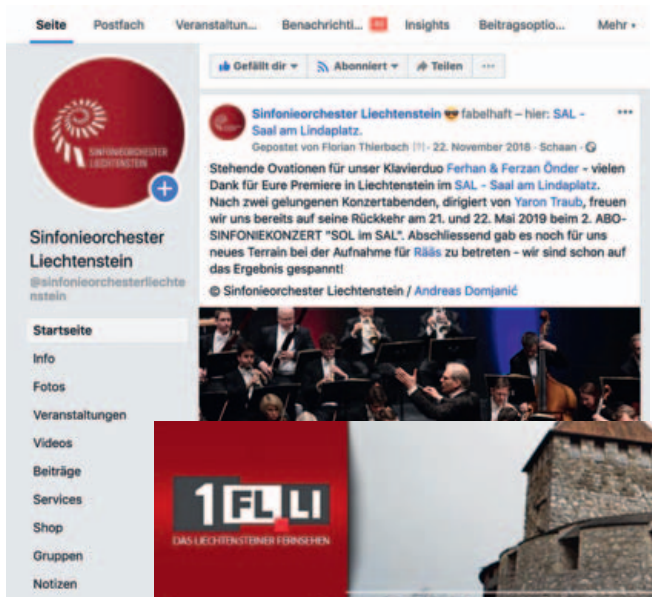 Seite Postfach Veranstaltun... Benachrichti... Insights Beitragsoptio... Mehr
Gefällt dir Abonniert Teilen ...
SINFONIEORCHESTER
LIECHTENSTEIN
Sinfonieorchester
Liechtenstein
@sinfonieorchesterliechte
nstein
Startseite
Info
Fotos
Veranstaltungen
Videos
Beiträge
Services
Shop
Gruppen
Notizen
Sinfonieorchester Liechtenstein 😎 fabelhaft – hier: SAL -
Saal am Lindaplatz.
Gepostet von Florian Thierbach [?] · 22. November 2018 · Schaan ·
Stehende Ovationen für unser Klavierduo Ferhan & Ferzan Önder - vielen
Dank für Eure Premiere in Liechtenstein im SAL - Saal am Lindaplatz.
Nach zwei gelungenen Konzertabenden, dirigiert von Yaron Traub, freuen
wir uns bereits auf seine Rückkehr am 21. und 22. Mai 2019 beim 2. ABO-
SINFONIEKONZERT "SOL im SAL". Abschliessend gab es noch für uns
neues Terrain bei der Aufnahme für Rääs zu betreten - wir sind schon auf
das Ergebnis gespannt!
© Sinfonieorchester Liechtenstein / Andreas Domjanić
1 FL.LI
DAS LIECHTENSTEINER FERNSEHEN